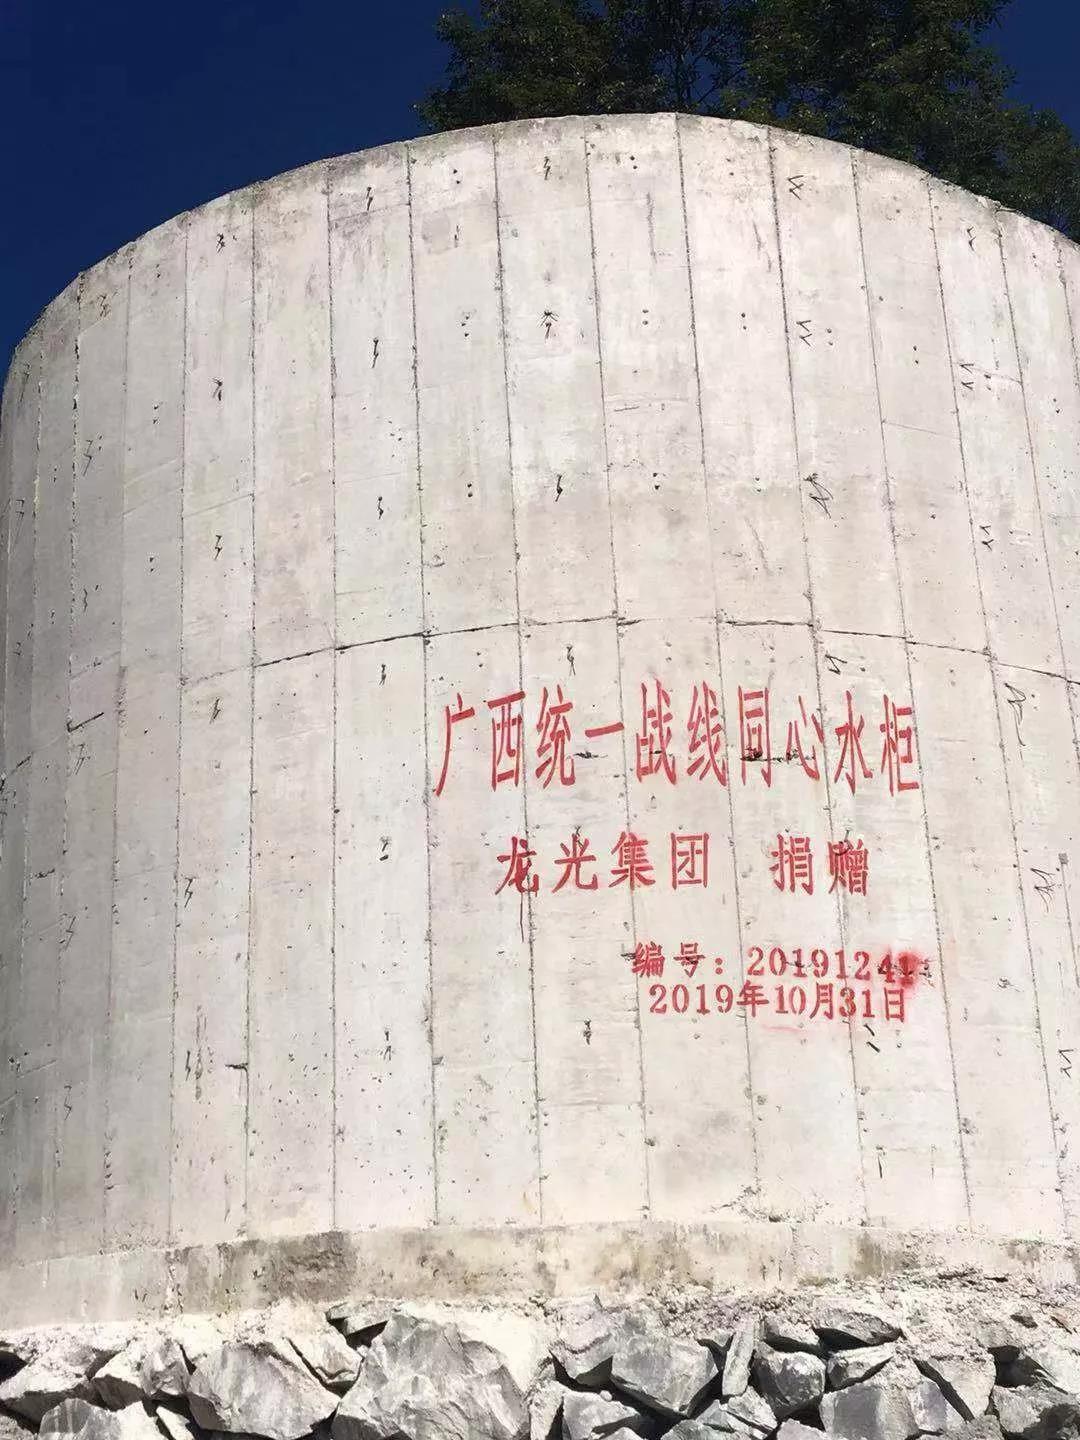 广西统一战线同心水柜
龙光集团 捐赠
编号：20191241
2019年10月31日